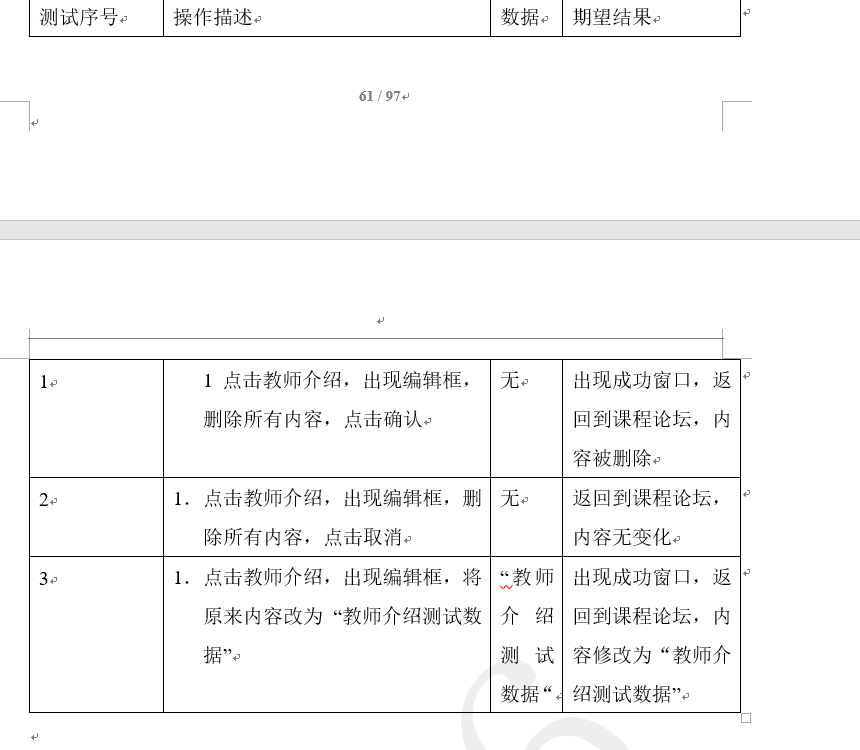 测试序号 操作描述 数据 期望结果
61 / 97
1 1 点击教师介绍，出现编辑框， 无 出现成功窗口，返
删除所有内容，点击确认 回到课程论坛，内
容被删除
2 1. 点击教师介绍，出现编辑框，删 无 返回到课程论坛，
除所有内容，点击取消 内容无变化
3 1. 点击教师介绍，出现编辑框，将 “教师 出现成功窗口，返
原来内容改为 “教师介绍测试数 介绍 回到课程论坛，内
据” 测试 容修改为“教师介
数据“ 绍测试数据”